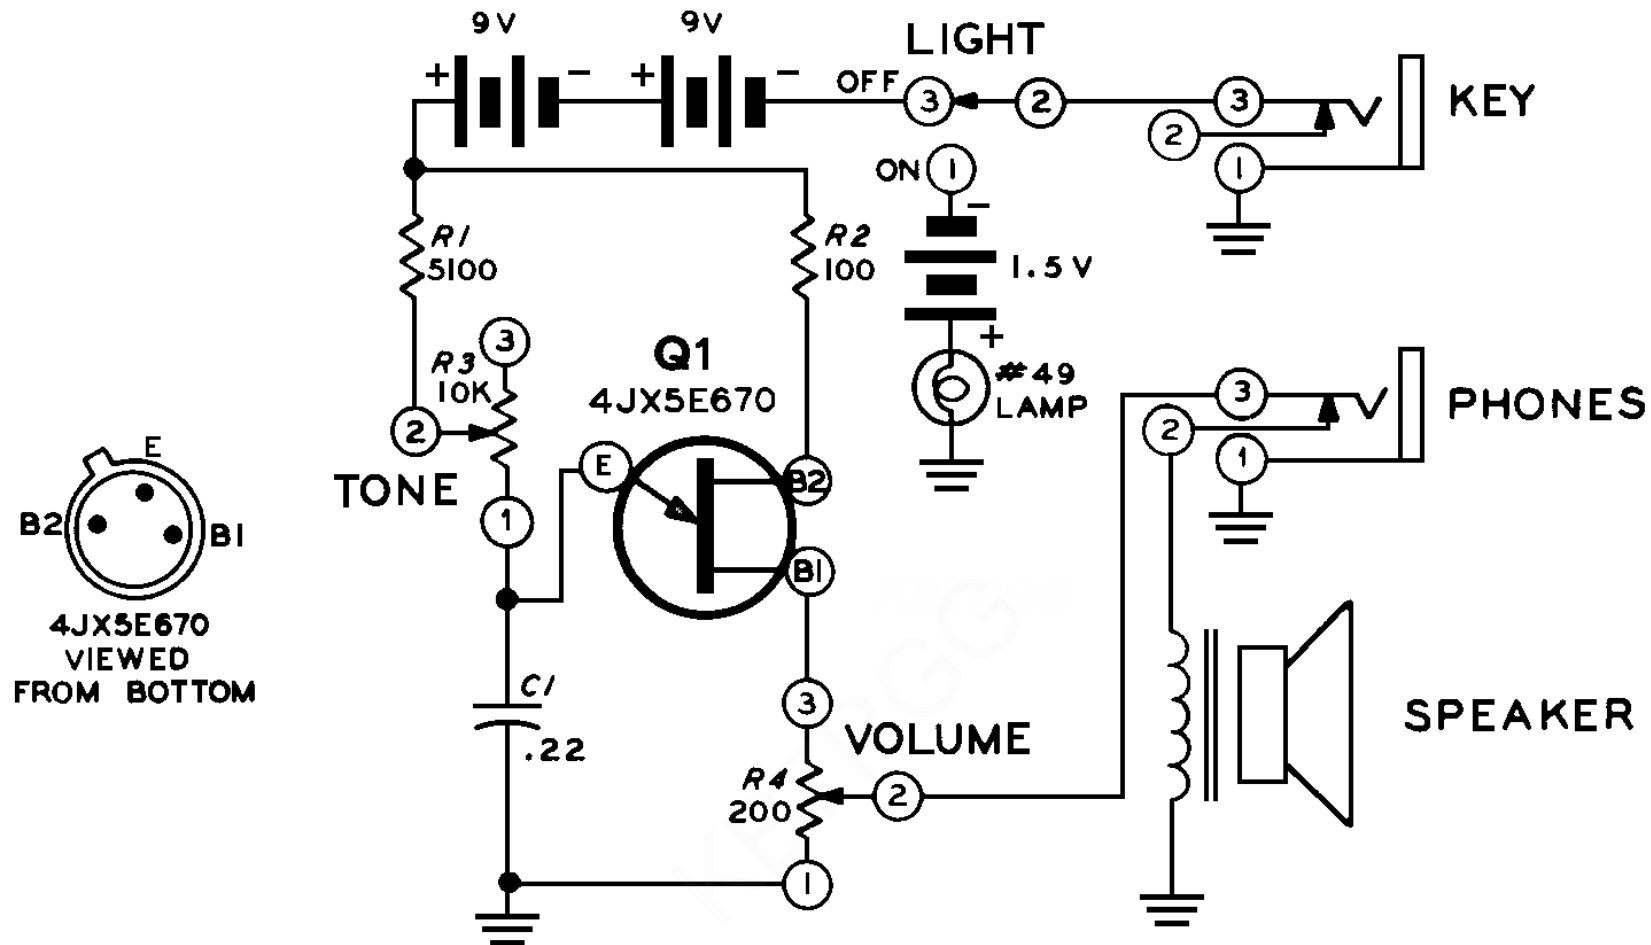 9V
9V
LIGHT
+ - + - OFF 3 2 3 KEY
2
ON 1 1
-
R1
5100
R2
100
1.5V
+
3
R3
10K
Q1
4JX5E670
#49
LAMP
3
PHONES
2
2
1
TONE
E
B2
1
B1
E
B2 B1
4JX5E670
VIEWED
FROM BOTTOM
C1
.22
3
VOLUME
R4
200
2
1
SPEAKER